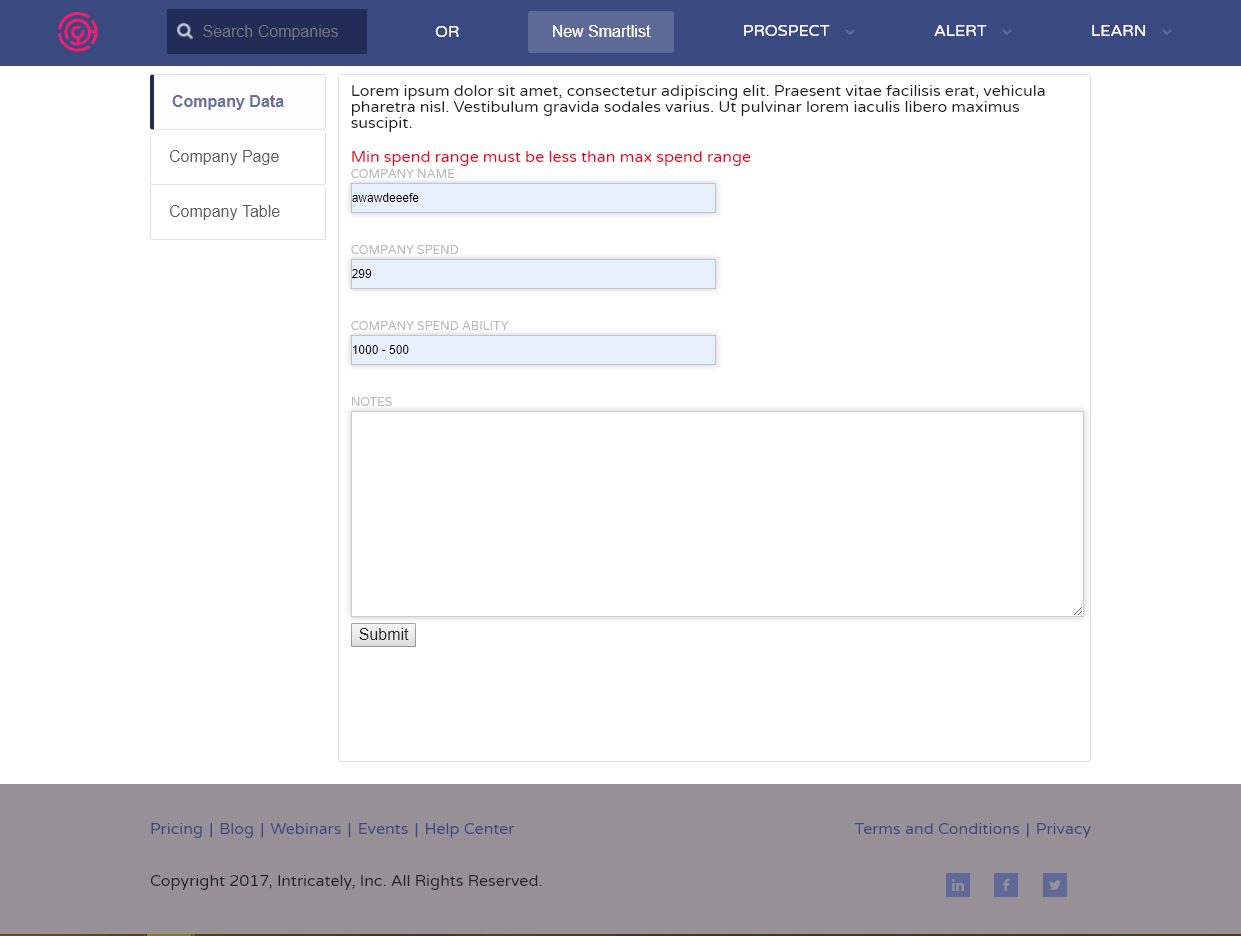 Search Companies
OR
New Smartlist
PROSPECT
ALERT
LEARN
Company Data
Company Page
Company Table
Lorem ipsum dolor sit amet, consectetur adipiscing elit. Praesent vitae facilisis erat, vehicula
pharetra nisl. Vestibulum gravida sodales varius. Ut pulvinar lorem iaculis libero maximus
suscipit.
Min spend range must be less than max spend range
COMPANY NAME
awawdeeefe
COMPANY SPEND
299
COMPANY SPEND ABILITY
1000 - 500
NOTES
Submit
Pricing | Blog | Webinars | Events | Help Center
Terms and Conditions | Privacy
Copyright 2017, Intricately, Inc. All Rights Reserved.